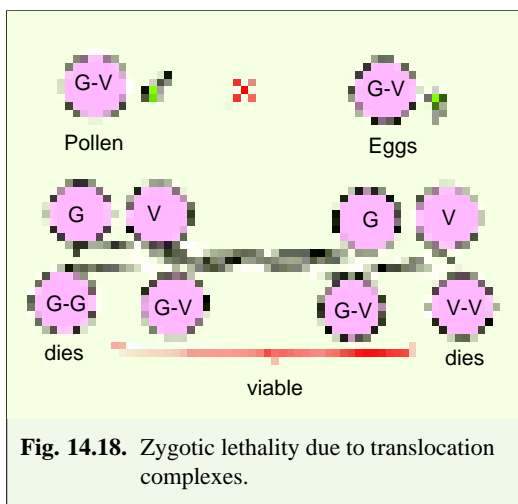 G-V G-V
Pollen Eggs
G V G V
G-G G-V G-V V-V
dies dies
viable
Fig. 14.18. Zygotic lethality due to translocation
complexes.